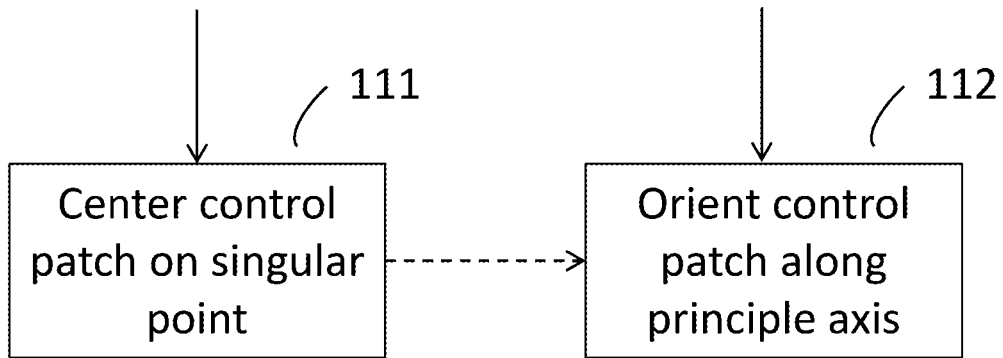 111
112
Center control
patch on singular
point
Orient control
patch along
principle axis